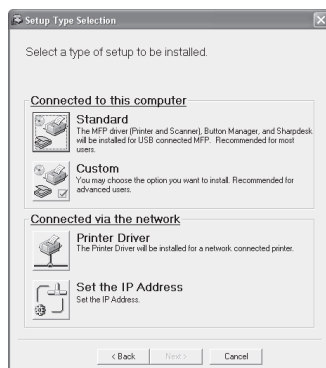 Setup Type Selection
Select a type of setup to be installed.
Connected to this computer
Standard
The MFP driver (Printer and Scanner), Button Manager, and Sharpdesk
will be installed for USB connected MFP. Recommended for most
users.
Custom
You may choose the option you want to install. Recommended for
advanced users.
Connected via the network
Printer Driver
The Printer Driver will be installed for a network connected printer.
Set the IP Address
Set the IP Address.
< Back
Next >
Cancel